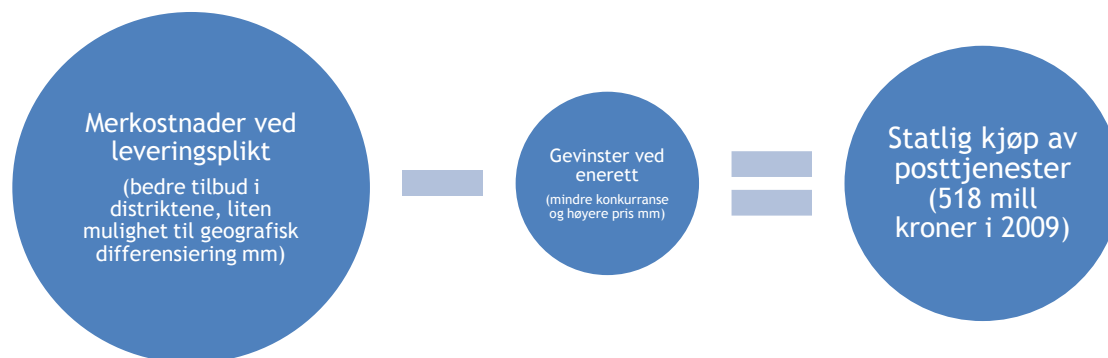 Merkostnader ved
leveringsplikt
(bedre tilbud i
distriktene, liten
mulighet til geografisk
differensiering mm)
Gevinster ved
enerett
(mindre konkurranse
og høyere pris mm)
Statlig kjøp av
posttjenester
(518 mill
kroner i 2009)